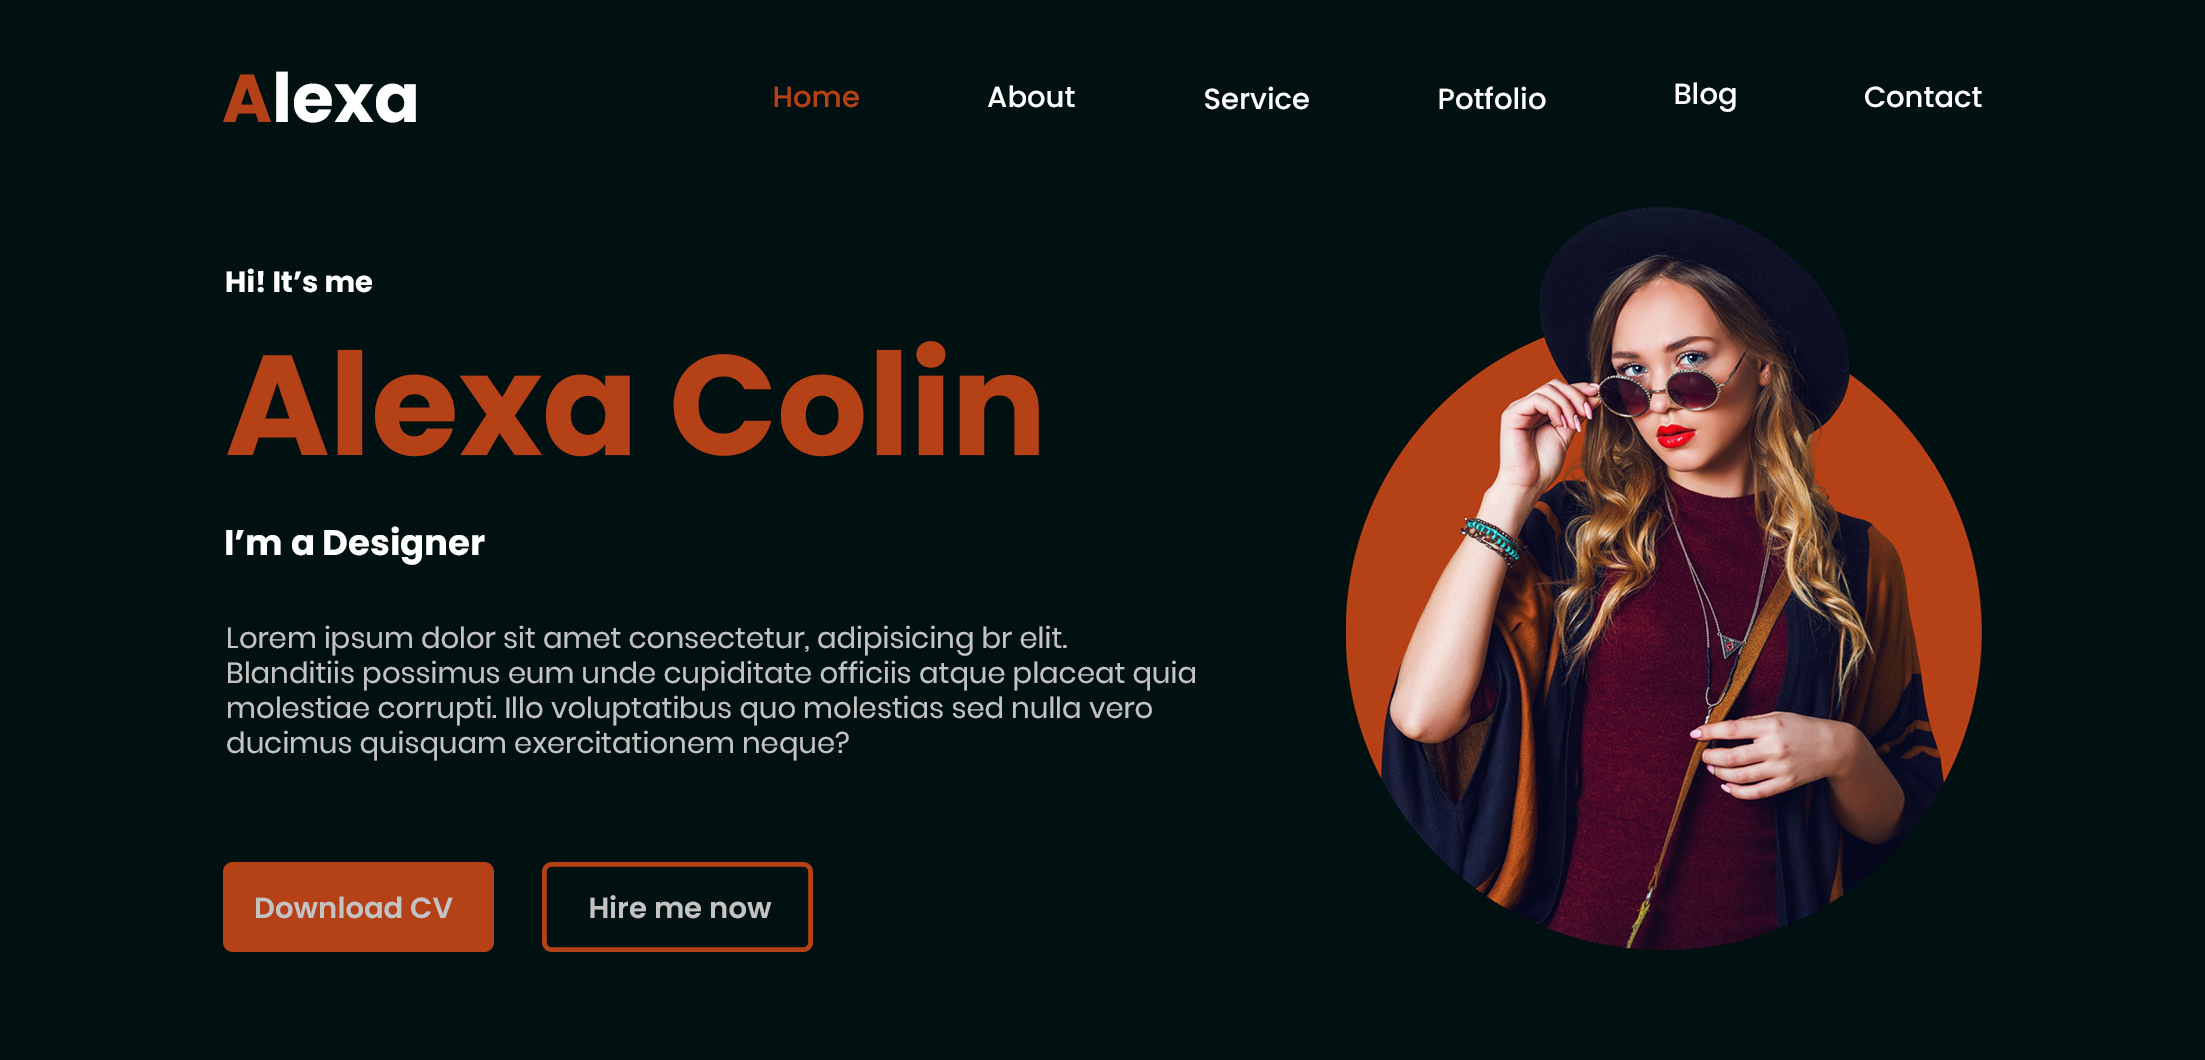 Alexa
Home About Service Potfolio Blog Contact
Hi! It’s me
Alexa Colin
I’m a Designer
Lorem ipsum dolor sit amet consectetur, adipisicing br elit.
Blanditiis possimus eum unde cupiditate officiis atque placeat quia
molestiae corrupti. Illo voluptatibus quo molestias sed nulla vero
ducimus quisquam exercitationem neque?
Download CV Hire me now